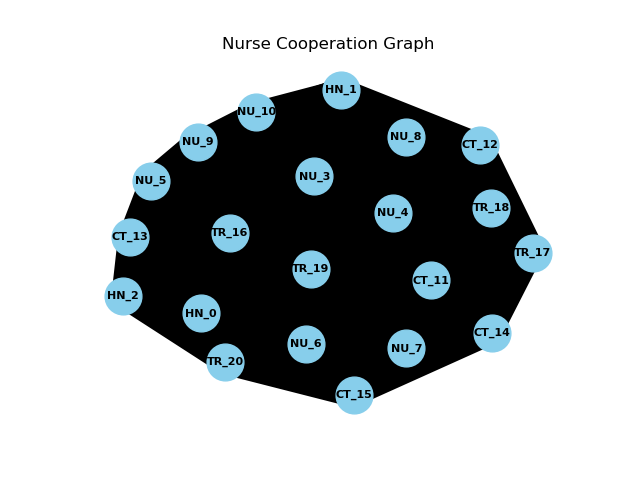 Nurse Cooperation Graph
HN_1
NU_10
NU_8
NU_9
CT_12
NU_3
NU_5
TR_18
NU_4
TR_16
CT_13
TR_17
TR_19
CT_11
HN_2
HN_0
CT_14
NU_6
NU_7
TR_20
CT_15